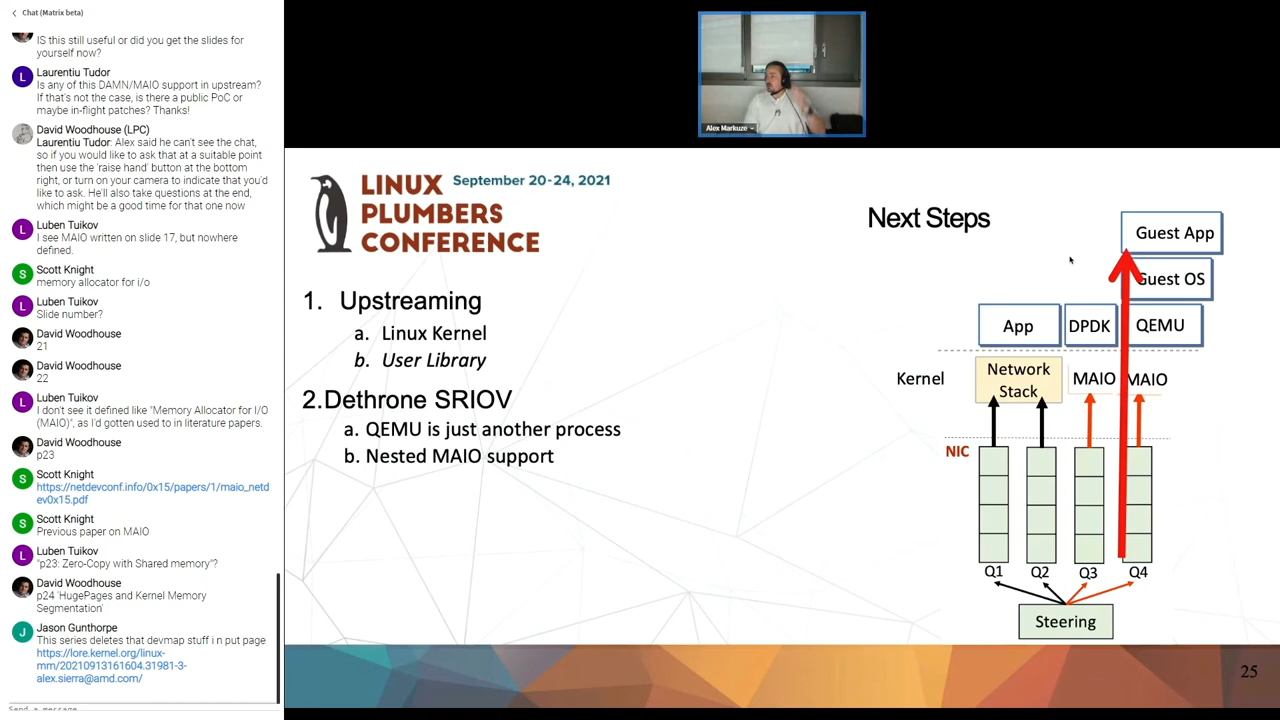 Chat (Matrix beta)
IS this still useful or did you get the slides for
yourself now?
Laurentiu Tudor
Is any of this DAMN/MAIO support in upstream?
If that's not the case, is there a public PoC or
maybe in-flight patches? Thanks!
David Woodhouse (LPC)
Laurentiu Tudor: Alex said he can't see the chat,
so if you would like to ask that at a suitable point
then use the 'raise hand' button at the bottom
right, or turn on your camera to indicate that you'd
like to ask. He'll also take questions at the end,
which might be a good time for that one now
Luben Tuikov
I see MAIO written on slide 17, but nowhere
defined.
Scott Knight
memory allocator for i/o
Luben Tuikov
Slide number?
David Woodhouse
21
David Woodhouse
22
Luben Tuikov
I don't see it defined like "Memory Allocator for I/O
(MAIO)", as I'd gotten used to in literature papers.
David Woodhouse
p23
Scott Knight
https://netdevconf.info/0x15/papers/1/maio_netd
ev0x15.pdf
Scott Knight
Previous paper on MAIO
Luben Tuikov
"p23: Zero-Copy with Shared memory"?
David Woodhouse
p24 'HugePages and Kernel Memory
Segmentation'
Jason Gunthorpe
This series deletes that devmap stuff i n put page
https://lore.kernel.org/linux-
mm/20210913161604.31981-3-
alex.sierra@amd.com/
Send a message
Alex Markuze
LINUX
PLUMBERS
CONFERENCE
September 20-24, 2021
Next Steps
1. Upstreaming
a. Linux Kernel
b. User Library
2.Dethrone SRIOV
a. QEMU is just another process
b. Nested MAIO support
Guest App
Guest OS
App
DPDK
QEMU
Kernel
Network
Stack
MAIO
MAIO
NIC
Q1
Q2
Q3
Q4
Steering
25
L
L
S
L
L
S
S
L
J